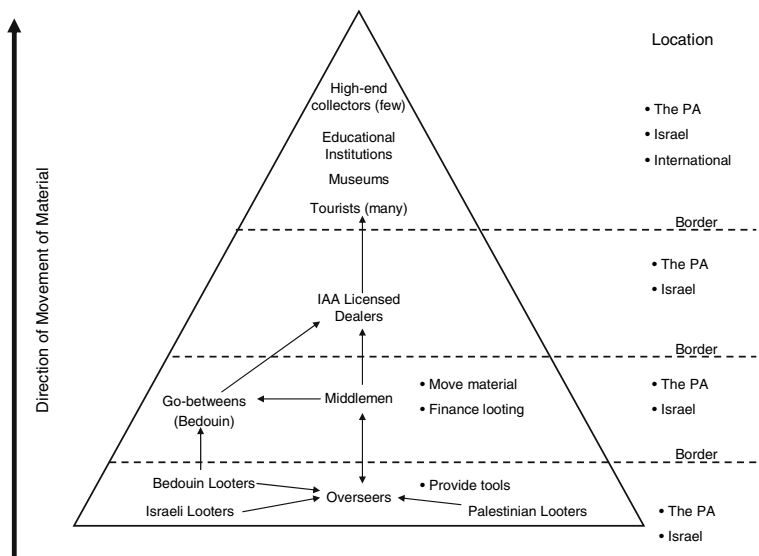 Location
High-end
collectors (few)
• The PA
• Israel
• International
Educational
Institutions
Museums
Tourists (many)
Border
• The PA
• Israel
IAA Licensed
Dealers
Border
Go-betweens
(Bedouin)
Middlemen
• Move material
• Finance looting
• The PA
• Israel
Border
Bedouin Looters
Israeli Looters
Overseers
• Provide tools
Palestinian Looters
• The PA
• Israel
Direction of Movement of Material